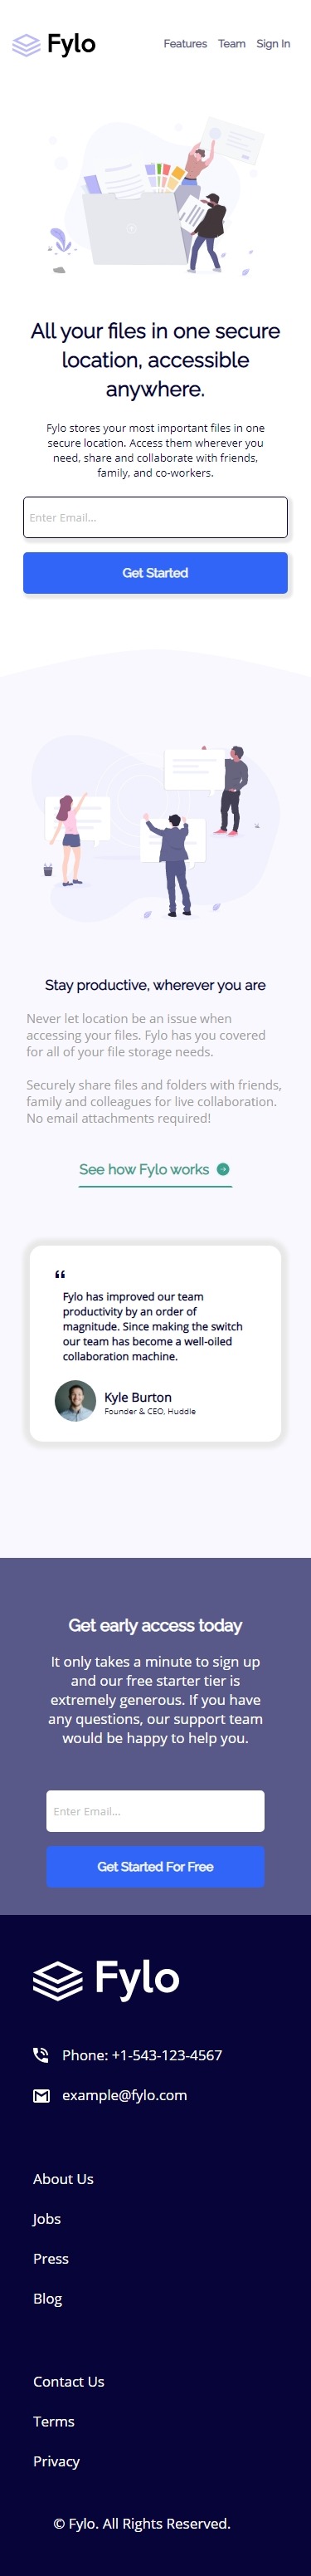 Fylo
Features Team Sign In
All your files in one secure
location, accessible
anywhere.
Fylo stores your most important files in one
secure location. Access them wherever you
need, share and collaborate with friends,
family, and co-workers.
Enter Email...
Get Started
Stay productive, wherever you are
Never let location be an issue when
accessing your files. Fylo has you covered
for all of your file storage needs.
Securely share files and folders with friends,
family and colleagues for live collaboration.
No email attachments required!
See how Fylo works
“
Fylo has improved our team
productivity by an order of
magnitude. Since making the switch
our team has become a well-oiled
collaboration machine.
Kyle Burton
Founder & CEO, Huddle
Get early access today
It only takes a minute to sign up
and our free starter tier is
extremely generous. If you have
any questions, our support team
would be happy to help you.
Enter Email...
Get Started For Free
Fylo
Phone: +1-543-123-4567
example@fylo.com
About Us
Jobs
Press
Blog
Contact Us
Terms
Privacy
© Fylo. All Rights Reserved.